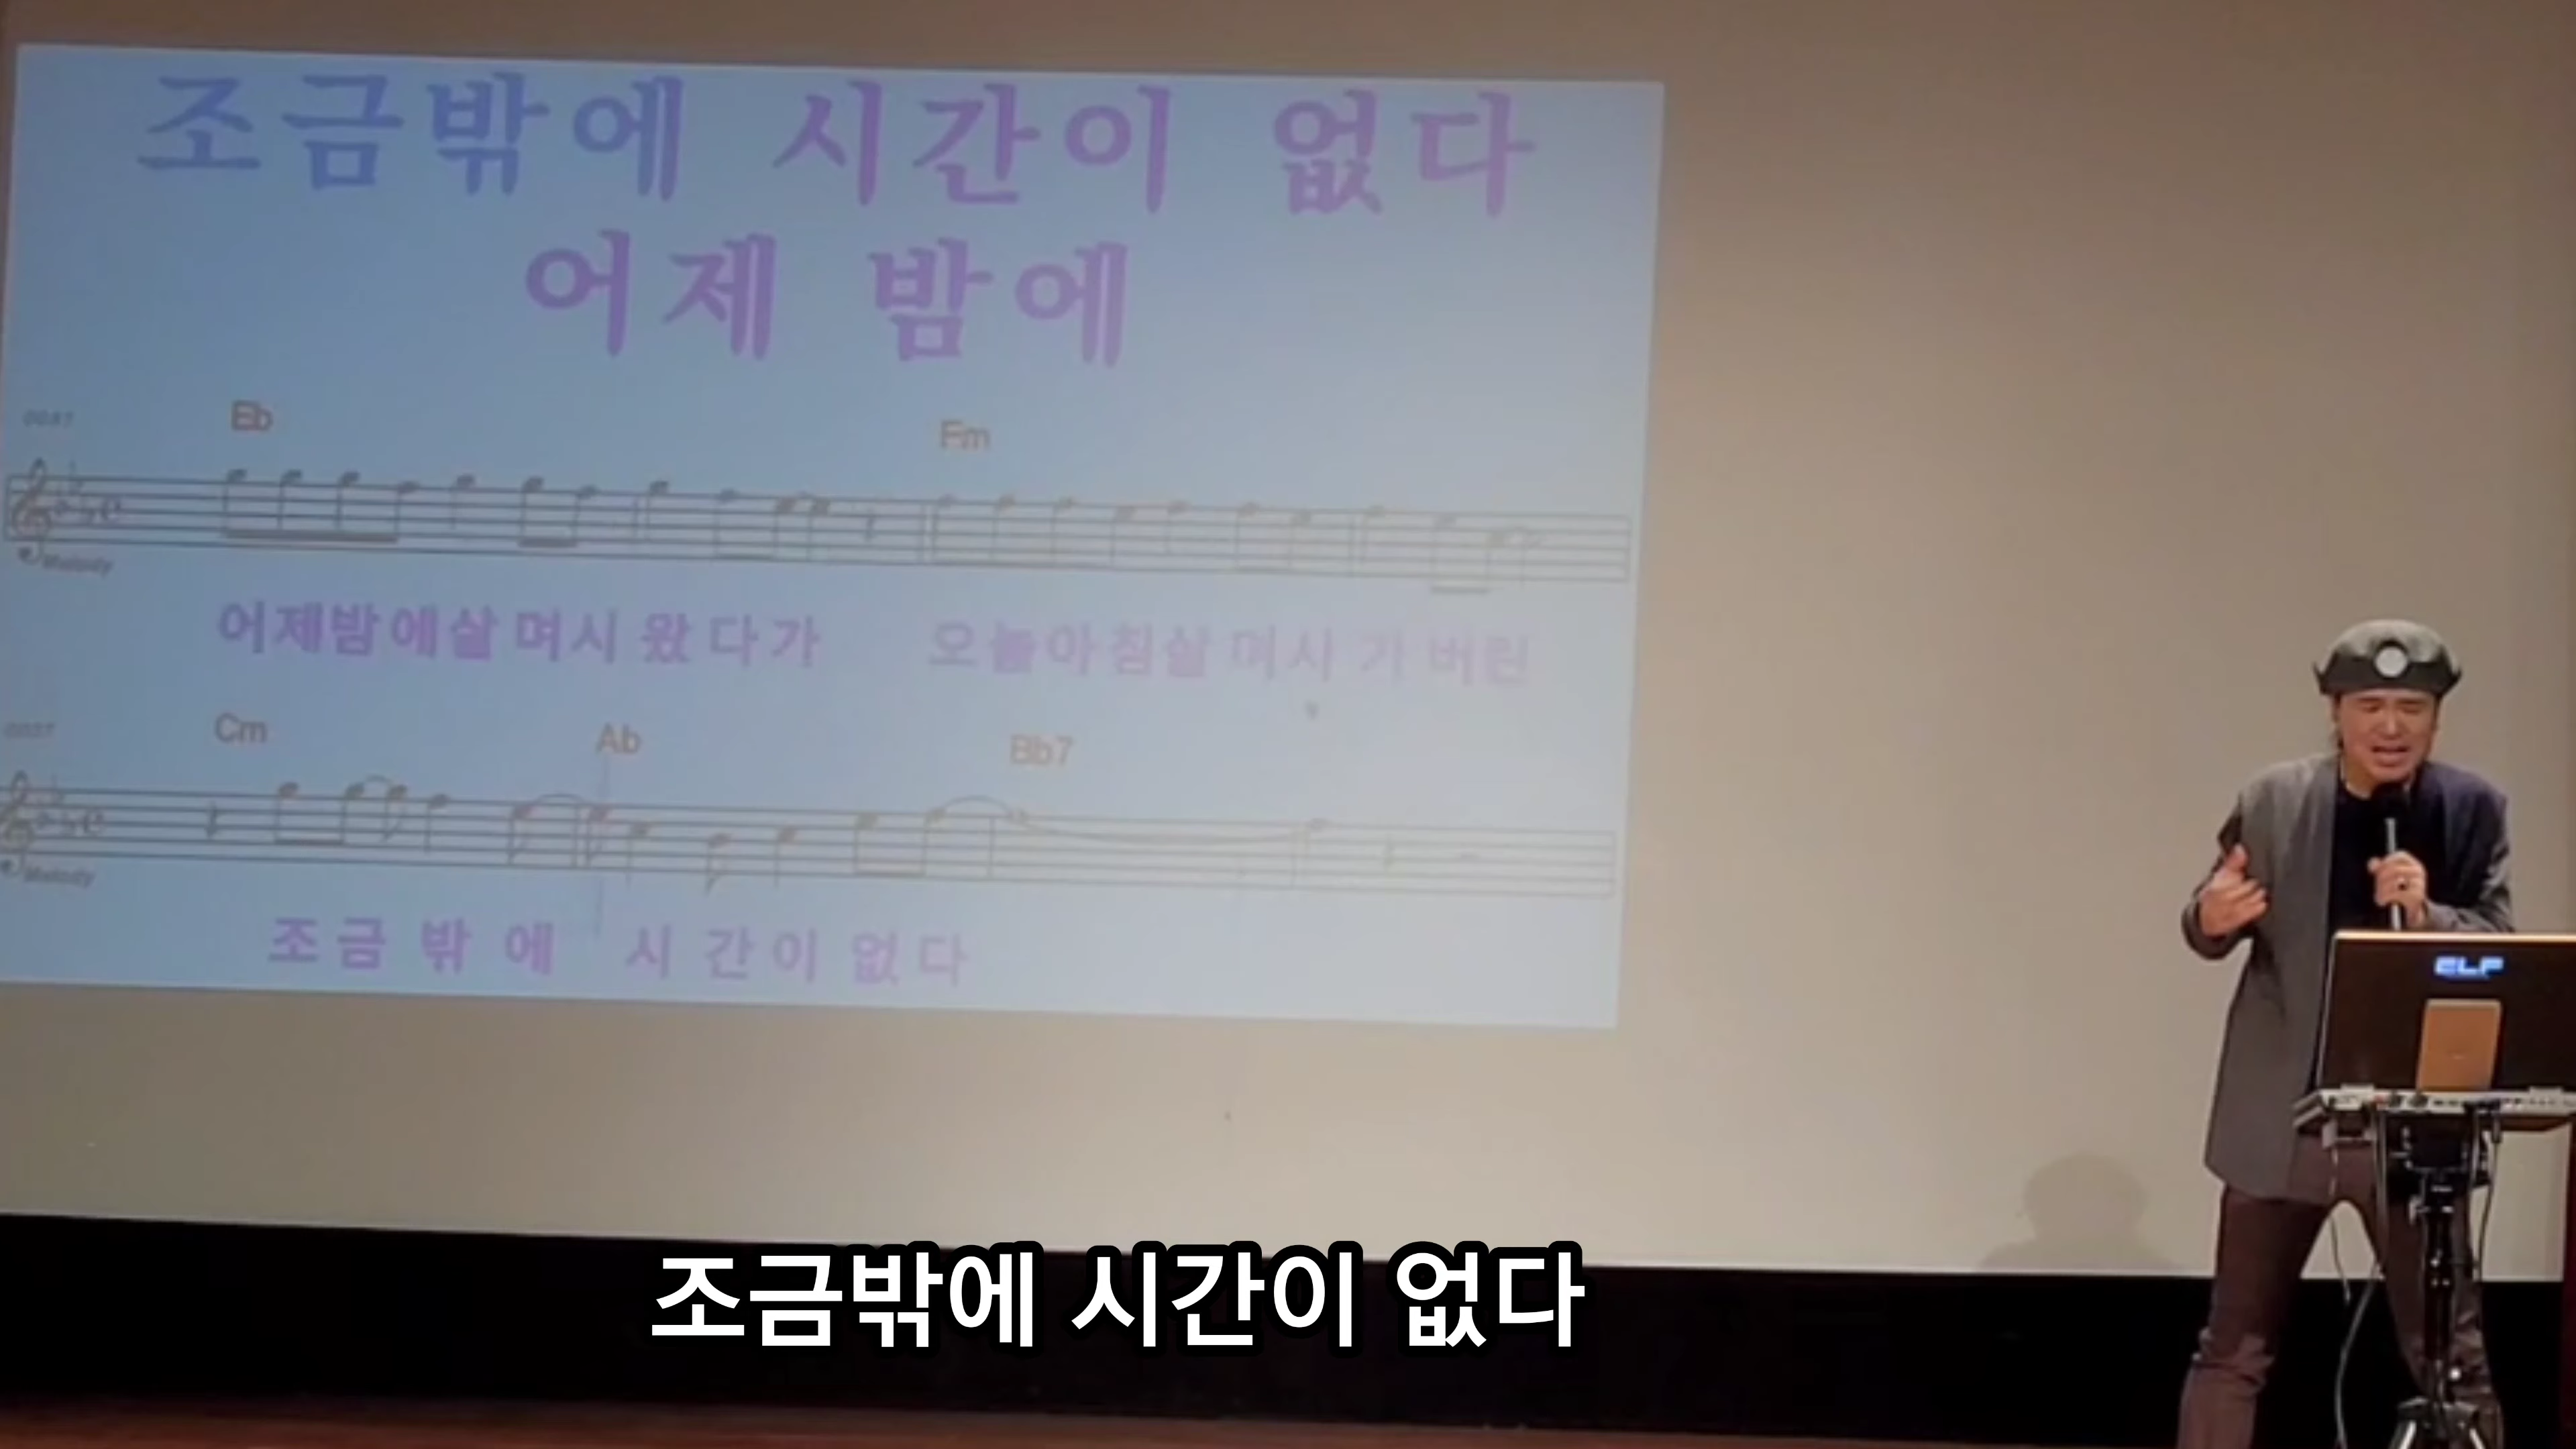 조금밖에 시간이 없다
어제 밤에
Eb Fm
Melody
어제밤에살며시 왔다가 오늘아침살며시 가버린
Cm Ab Bb7
Melody
조금밖에 시간이없다
ELF
조금밖에 시간이 없다